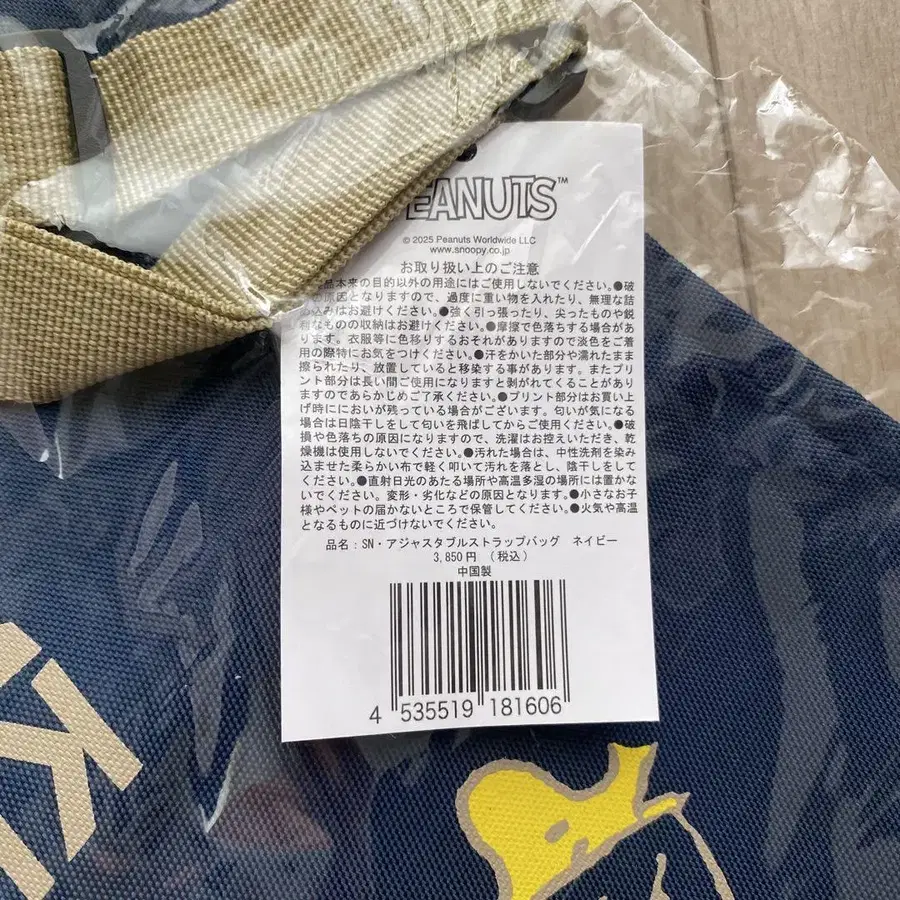 PEANUTS™
© 2025 Peanuts Worldwide LLC
www.snoopy.co.jp
お取り扱い上のご注意
品本来の目的以外の用途にはご使用しないでください。●破
の原因となりますので、過度に重い物を入れたり、無理な詰
め込みはお避けください。●強く引っ張ったり、尖ったものや鋭
利なものの収納はお避けください。●摩擦で色落ちする場合があ
ります。衣服等に色移りするおそれがありますので淡色をご着
用の際特にお気をつけください。●汗をかいた部分や濡れたまま
擦られたり、放置していると移染する事があります。またプリ
ント部分は長い間ご使用になりますと剥がれてくることがあり
ますのであらかじめご了承ください。●プリント部分はお買い上
げ時ににおいが残っている場合がございます。匂いが気になる
場合は日陰干しをして匂いを飛ばしてからご使用ください。●破
損や色落ちの原因になりますので、洗濯はお控えいただき、乾
燥機は使用しないでください。●汚れた場合は、中性洗剤を染み
込ませた柔らかい布で軽く叩いて汚れを落とし、陰干しをして
ください。●直射日光のあたる場所や高温多湿の場所には置かな
いでください。変形・劣化などの原因となります。●小さなお子
様やペットの届かないところで保管してください。●火気や高温
となるものに近づけないでください。
品名：SN・アジャスタブルストラップバッグ ネイビー
3,850円（税込）
中国製
4 535519 181606
K